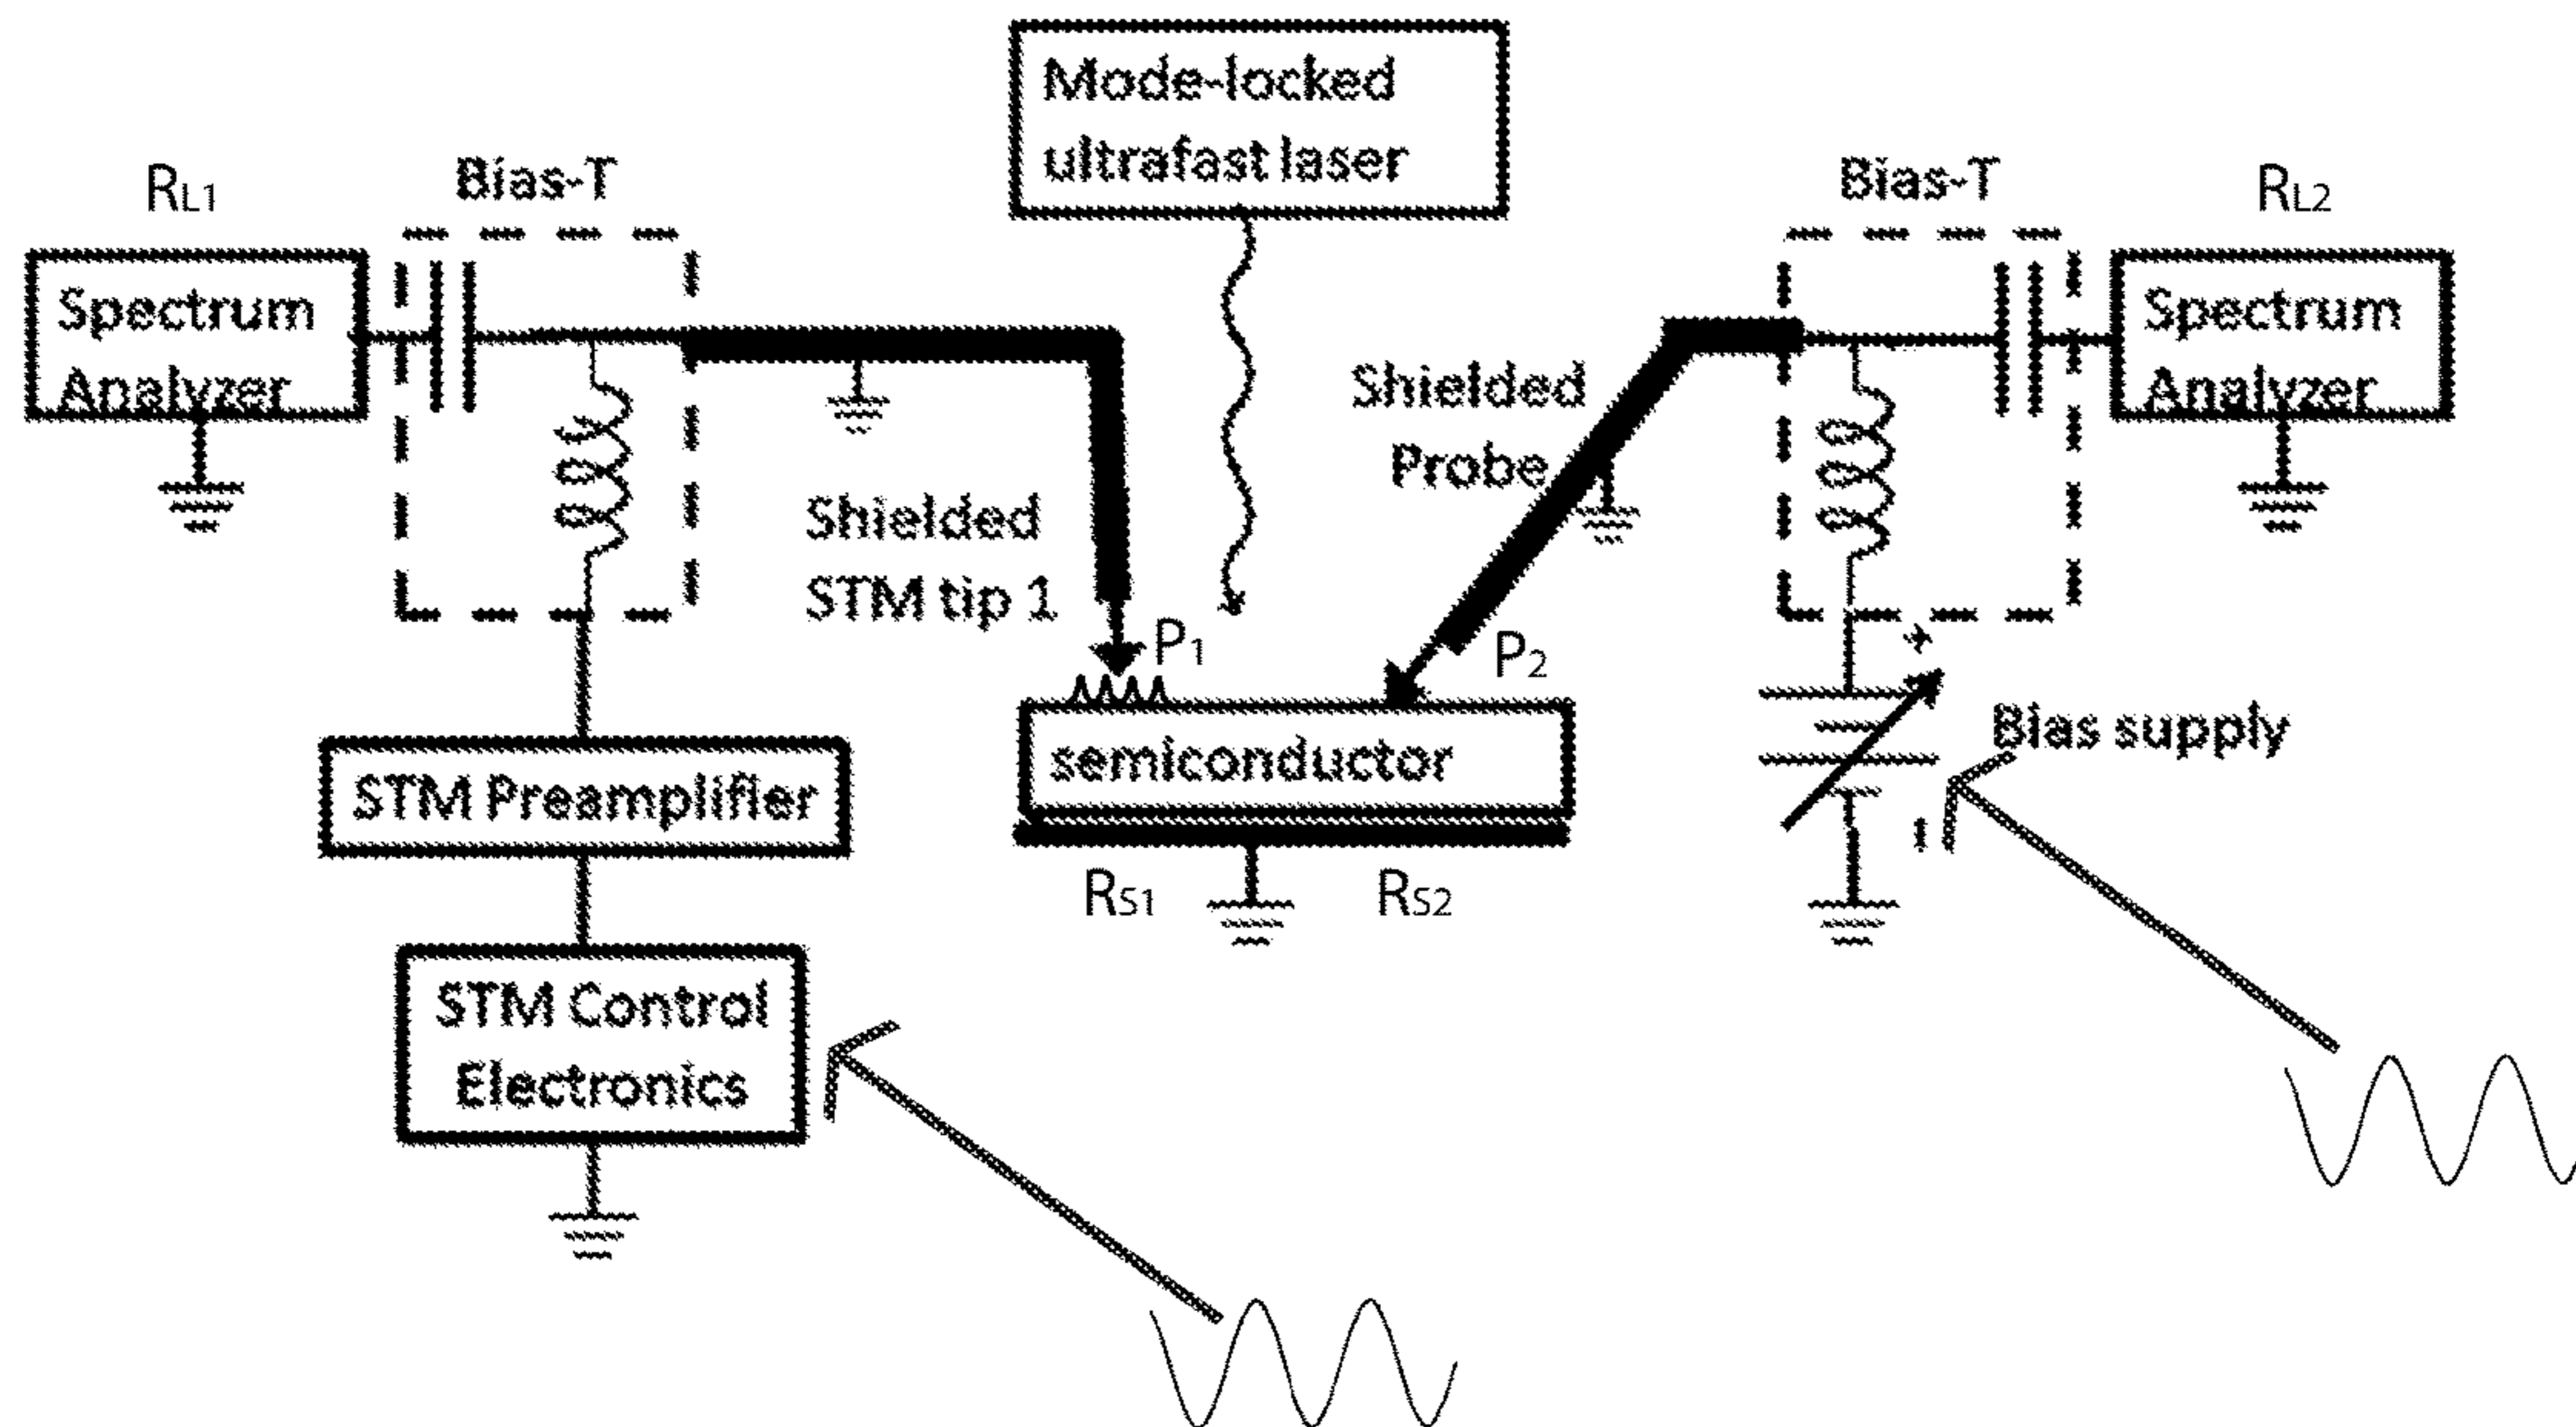 Mode-locked
ultrafast laser
RL1
Bias-T
Bias-T
RL2
Spectrum
Analyzer
Spectrum
Analyzer
Shielded
Probe
Shielded
STM tip 1
P1
P2
+
Bias supply
semiconductor
STM Preamplifier
-
RS1
RS2
STM Control
Electronics